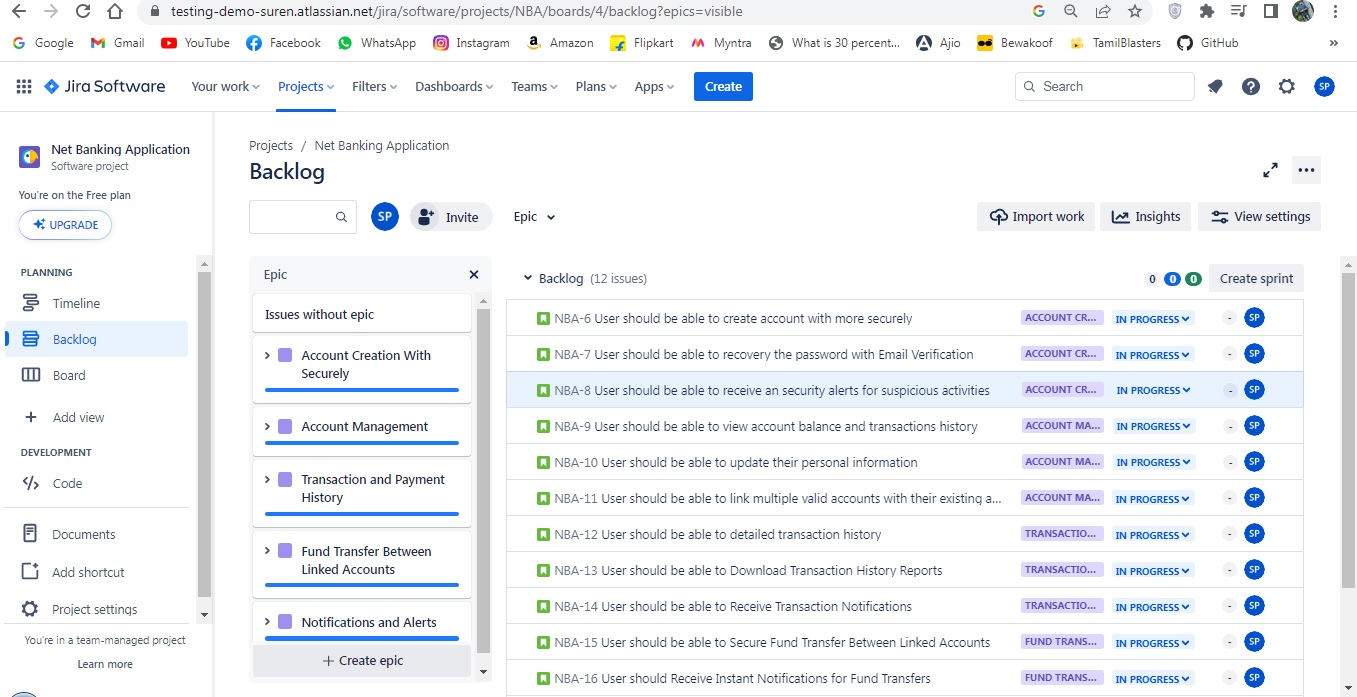 testing-demo-suren.atlassian.net/jira/software/projects/NBA/boards/4/backlog?epics=visible
Google Gmail YouTube Facebook WhatsApp Instagram Amazon Flipkart Myntra What is 30 percent... Ajio Bewakoof TamilBlasters GitHub »
Jira Software Your work Projects Filters Dashboards Teams Plans Apps Create Search SP
Net Banking Application
Software project
You're on the Free plan
UPGRADE
PLANNING
Timeline
Backlog
Board
Add view
DEVELOPMENT
Code
Documents
Add shortcut
Project settings
You're in a team-managed project
Learn more
Projects / Net Banking Application
Backlog
SP Invite Epic Import work Insights View settings
Epic
Issues without epic
Account Creation With
Securely
Account Management
Transaction and Payment
History
Fund Transfer Between
Linked Accounts
Notifications and Alerts
+ Create epic
Backlog (12 issues) 0 0 0 Create sprint
NBA-6 User should be able to create account with more securely ACCOUNT CR... IN PROGRESS - SP
NBA-7 User should be able to recovery the password with Email Verification ACCOUNT CR... IN PROGRESS - SP
NBA-8 User should be able to receive an security alerts for suspicious activities ACCOUNT CR... IN PROGRESS - SP
NBA-9 User should be able to view account balance and transactions history ACCOUNT MA... IN PROGRESS - SP
NBA-10 User should be able to update their personal information ACCOUNT MA... IN PROGRESS - SP
NBA-11 User should be able to link multiple valid accounts with their existing a... ACCOUNT MA... IN PROGRESS - SP
NBA-12 User should be able to detailed transaction history TRANSACTIO... IN PROGRESS - SP
NBA-13 User should be able to Download Transaction History Reports TRANSACTIO... IN PROGRESS - SP
NBA-14 User should be able to Receive Transaction Notifications TRANSACTIO... IN PROGRESS - SP
NBA-15 User should be able to Secure Fund Transfer Between Linked Accounts FUND TRANS... IN PROGRESS - SP
NBA-16 User should Receive Instant Notifications for Fund Transfers FUND TRANS... IN PROGRESS - SP